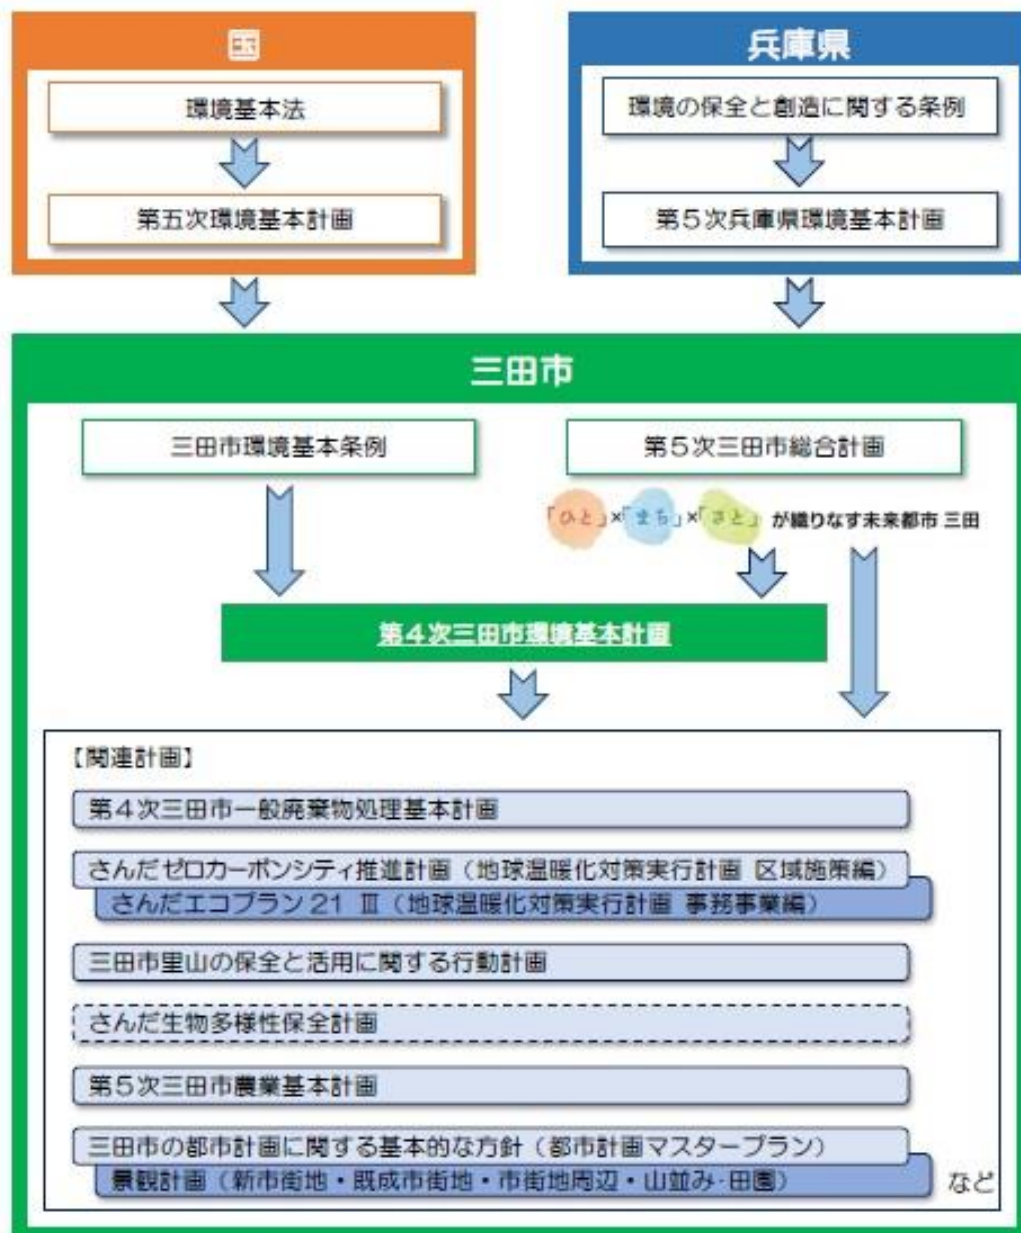 国
環境基本法
第五次環境基本計画
兵庫県
環境の保全と創造に関する条例
第5次兵庫県環境基本計画
三田市
三田市環境基本条例
第5次三田市総合計画
「ひと」×「まち」×「さと」が織りなす未来都市 三田
第4次三田市環境基本計画
【関連計画】
第4次三田市一般廃棄物処理基本計画
さんだゼロカーボンシティ推進計画（地球温暖化対策実行計画 区域施策編）
さんだエコプラン21 Ⅲ（地球温暖化対策実行計画 事務事業編）
三田市里山の保全と活用に関する行動計画
さんだ生物多様性保全計画
第5次三田市農業基本計画
三田市の都市計画に関する基本的な方針（都市計画マスタープラン）
景観計画（新市街地・既成市街地・市街地周辺・山並み・田園）
など